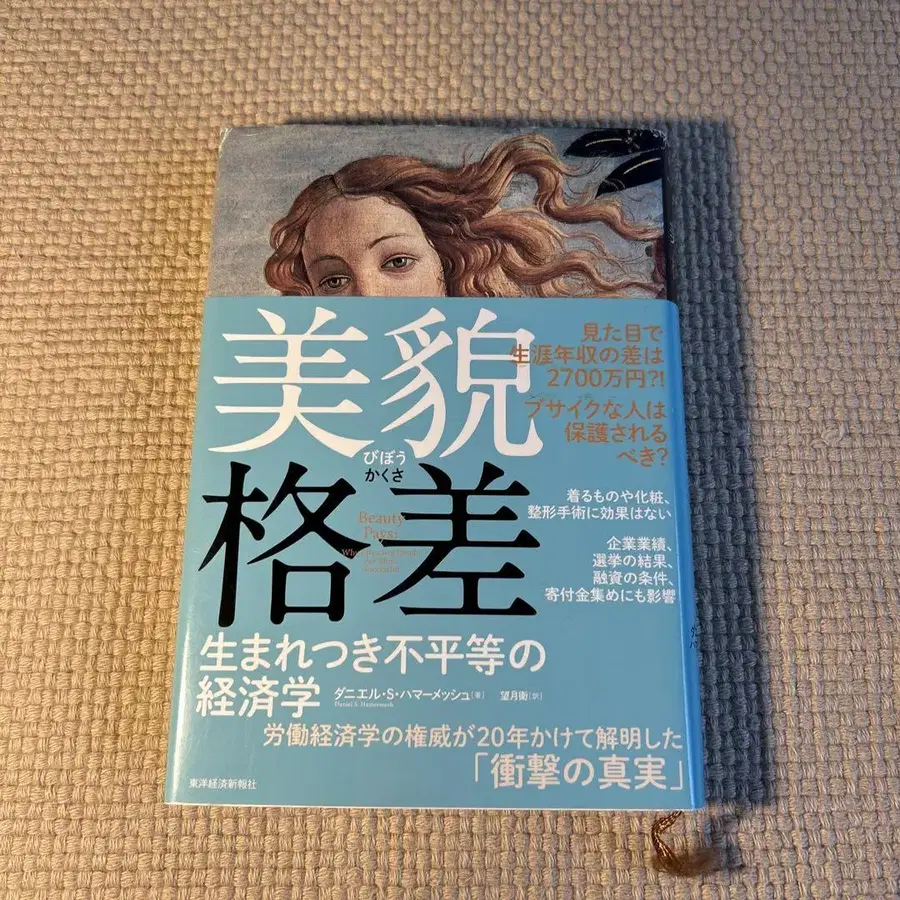 美貌
びぼう
かくさ
格差
Beauty
Pays:
見た目で
生涯年収の差は
2700万円?!
ブサイクな人は
保護される
べき?
着るものや化粧、
整形手術に効果はない
企業業績、
選挙の結果、
融資の条件、
寄付金集めにも影響
生まれつき不平等の
経済学
ダニエル・S・ハマーメッシュ[著]
Daniel S. Hamermesh
望月衛[訳]
労働経済学の権威が20年かけて解明した
「衝撃の真実」
東洋経済新報社